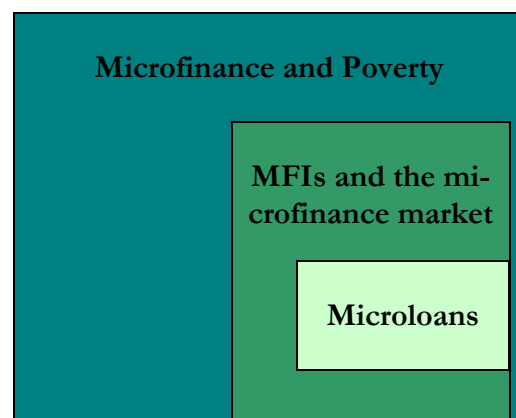 Microfinance and Poverty
MFIs and the mi-
crofinance market
Microloans